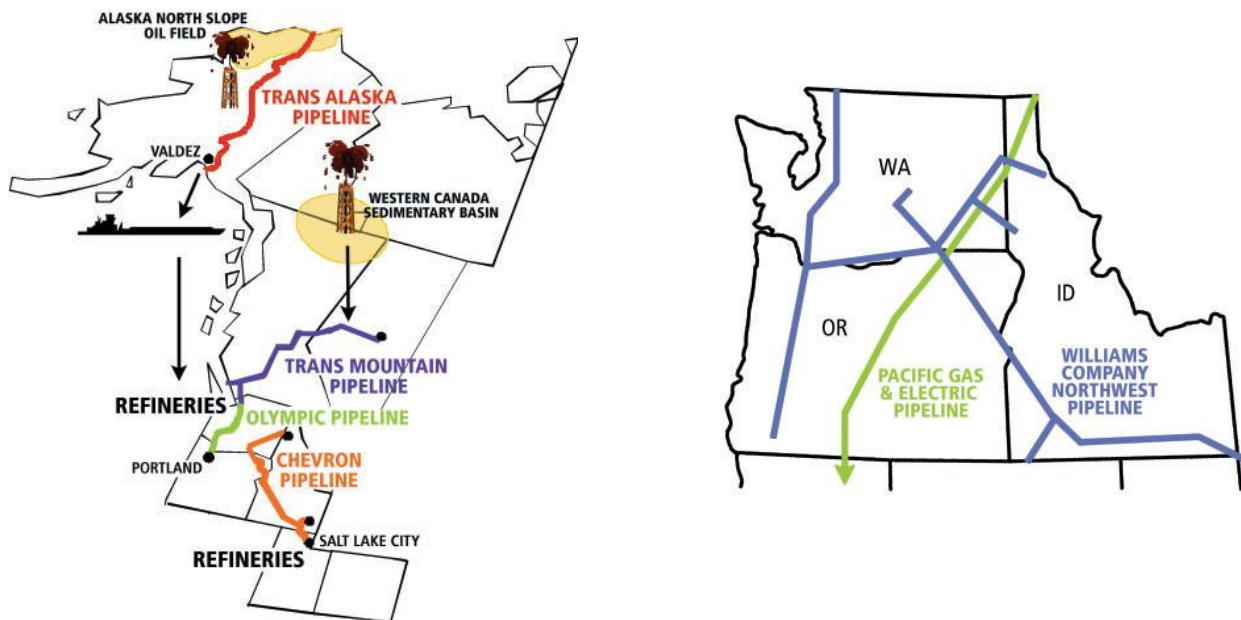 ALASKA NORTH SLOPE
OIL FIELD
TRANS ALASKA
PIPELINE
VALDEZ
WESTERN CANADA
SEDIMENTARY BASIN
TRANS MOUNTAIN
PIPELINE
REFINERIES
OLYMPIC PIPELINE
PORTLAND
CHEVRON
PIPELINE
SALT LAKE CITY
REFINERIES
WA
OR
ID
PACIFIC GAS
& ELECTRIC
PIPELINE
WILLIAMS
COMPANY
NORTHWEST
PIPELINE